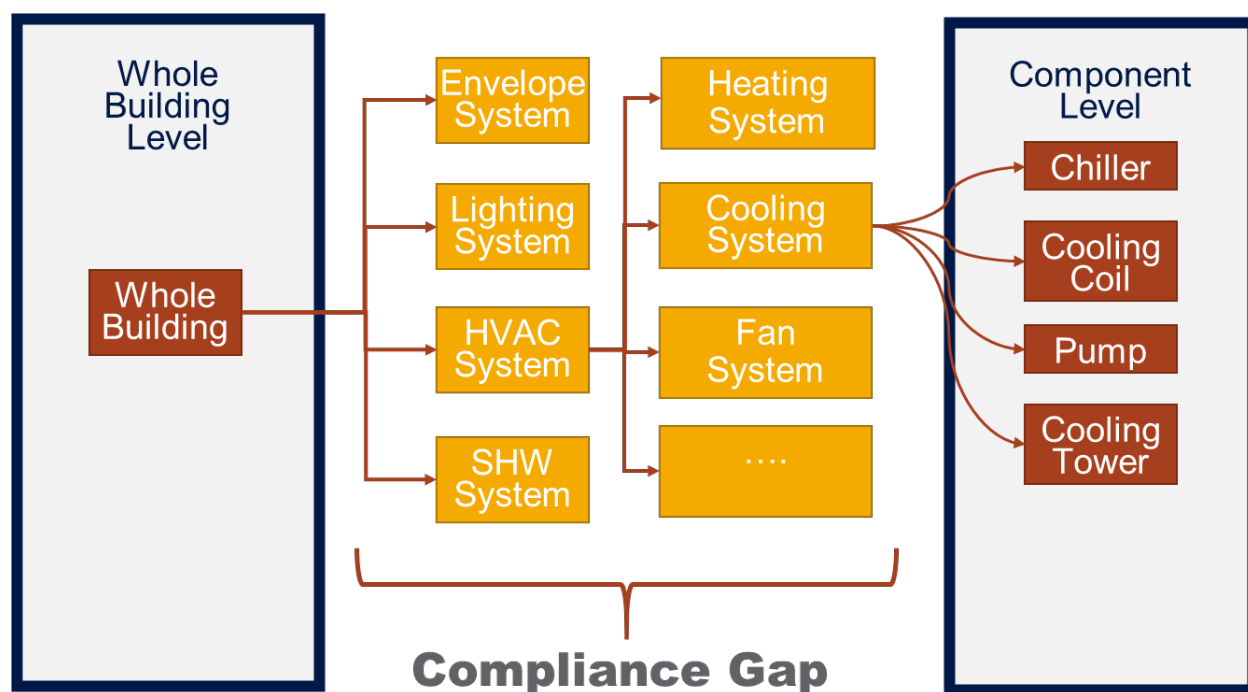 Whole
Building
Level
Whole
Building
Envelope
System
Lighting
System
HVAC
System
SHW
System
Heating
System
Cooling
System
Fan
System
....
Component
Level
Chiller
Cooling
Coil
Pump
Cooling
Tower
Compliance Gap